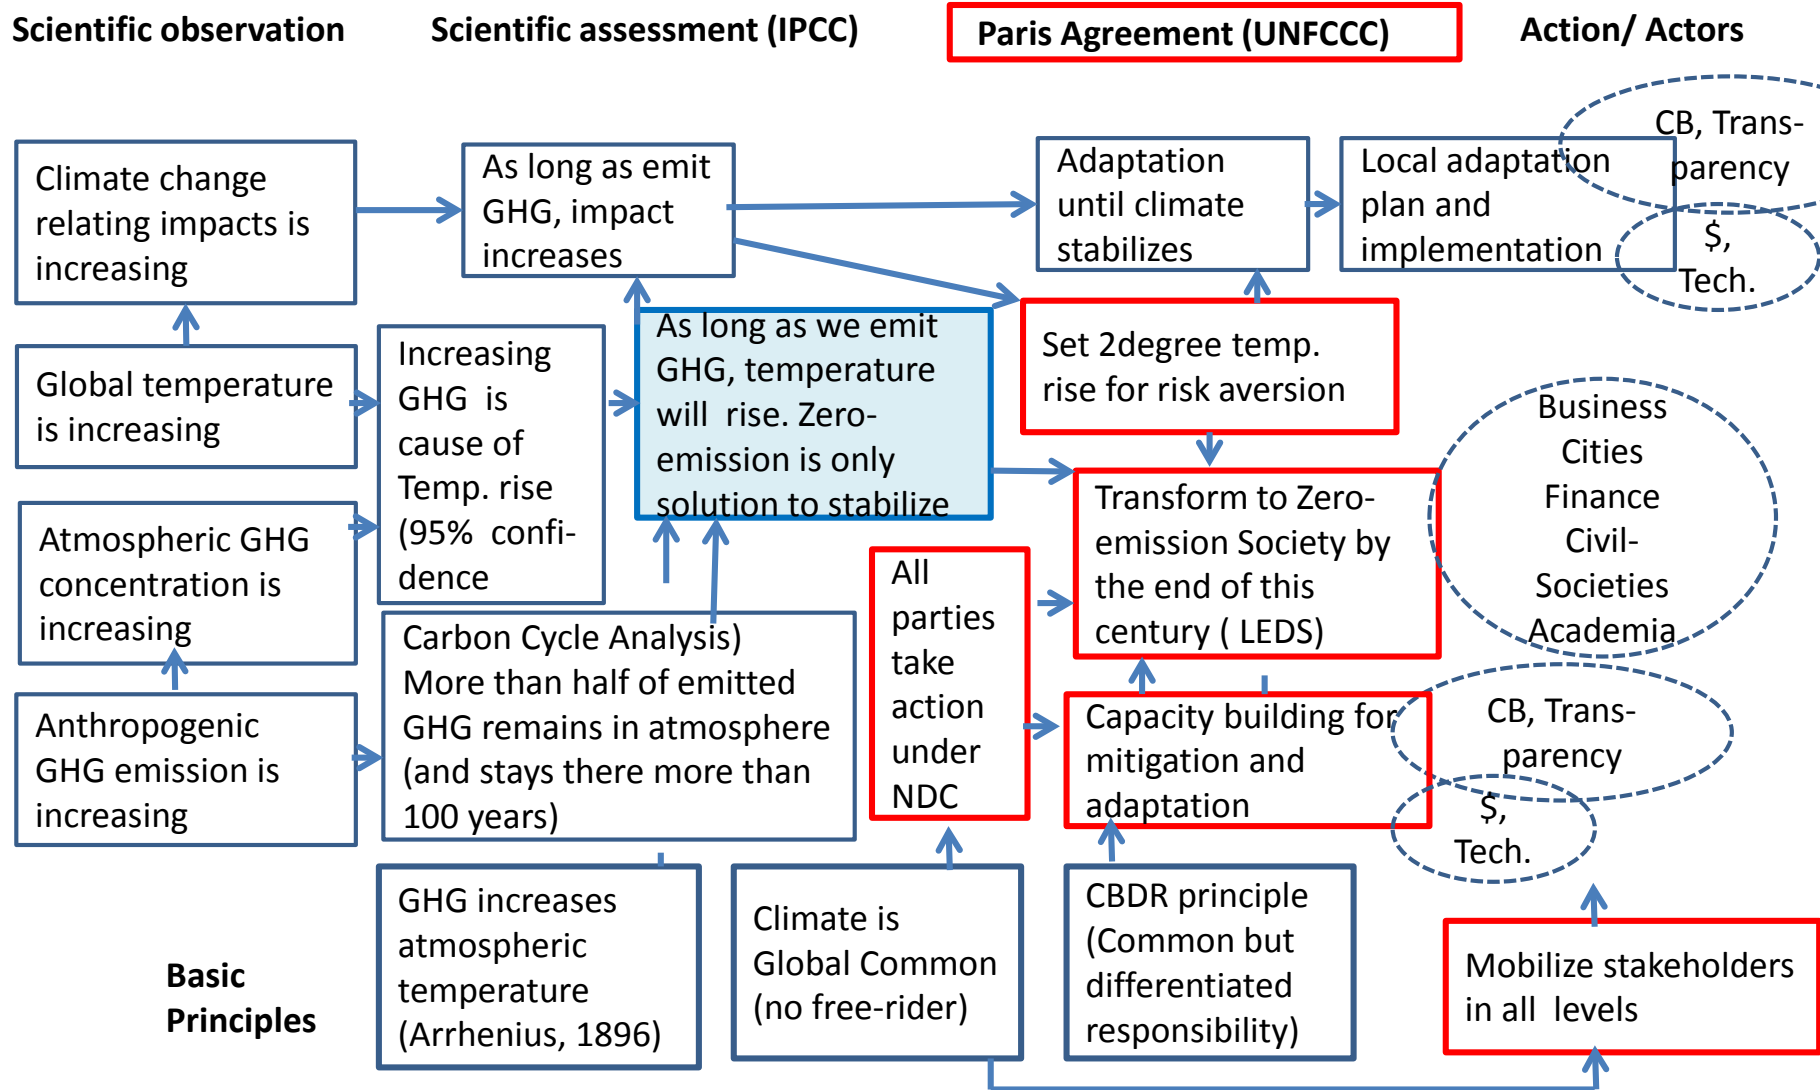 Scientific observation
Scientific assessment (IPCC)
Paris Agreement (UNFCCC)
Action/ Actors
Climate change
relating impacts is
increasing
As long as emit
GHG, impact
increases
Adaptation
until climate
stabilizes
Local adaptation
plan and
implementation
CB, Trans-
parency
$,
Tech.
Global temperature
is increasing
Increasing
GHG is
cause of
Temp. rise
(95% confi-
dence
As long as we emit
GHG, temperature
will rise. Zero-
emission is only
solution to stabilize
Set 2degree temp.
rise for risk aversion
Business
Cities
Finance
Civil-
Societies
Academia
Atmospheric GHG
concentration is
increasing
All
parties
take
action
under
NDC
Transform to Zero-
emission Society by
the end of this
century ( LEDS)
Anthropogenic
GHG emission is
increasing
Carbon Cycle Analysis)
More than half of emitted
GHG remains in atmosphere
(and stays there more than
100 years)
Capacity building for
mitigation and
adaptation
CB, Trans-
parency
$,
Tech.
Basic
Principles
GHG increases
atmospheric
temperature
(Arrhenius, 1896)
Climate is
Global Common
(no free-rider)
CBDR principle
(Common but
differentiated
responsibility)
Mobilize stakeholders
in all levels